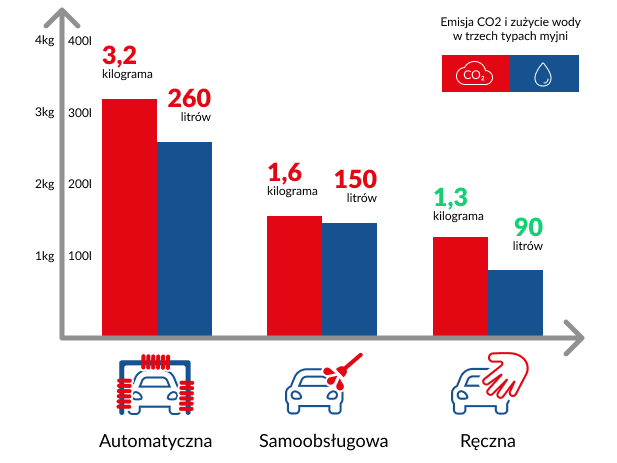 Emisja CO2 i zużycie wody
w trzech typach myjni
CO₂
4kg 400l
3kg 300l
2kg 200l
1kg 100l
3,2
kilograma
260
litrów
1,6
kilograma
150
litrów
1,3
kilograma
90
litrów
Automatyczna
Samoobsługowa
Ręczna